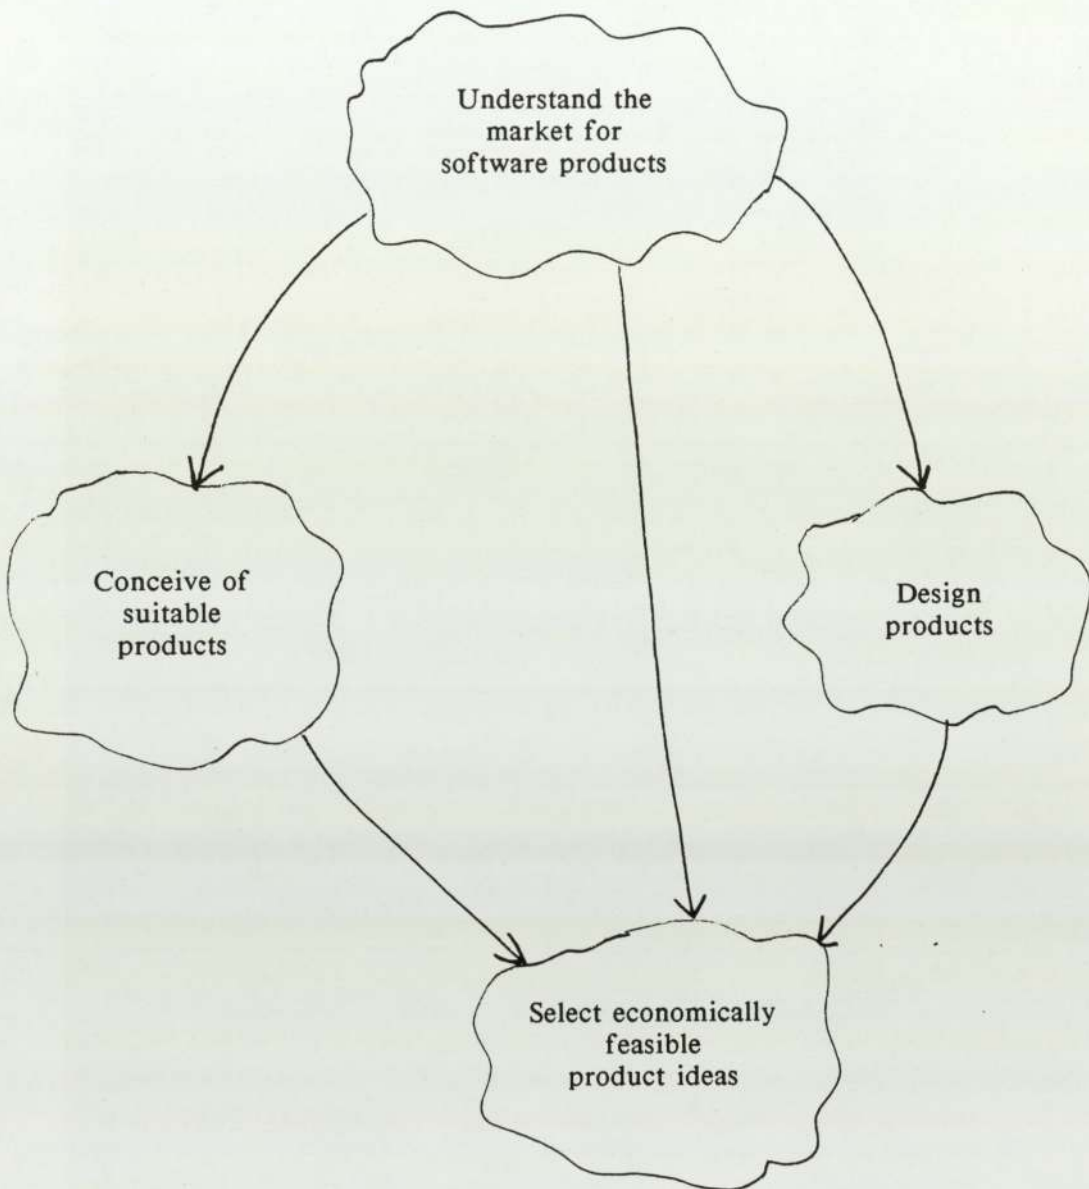 Understand the
market for
software products
Conceive of
suitable
products
Design
products
Select economically
feasible
product ideas